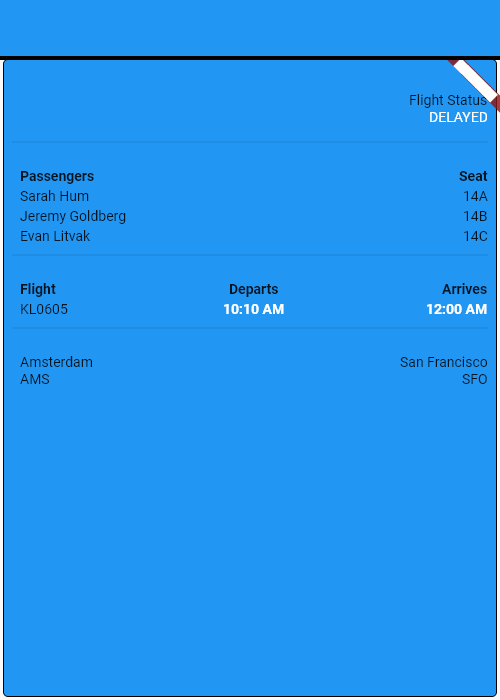 Flight Status
DELAYED
Passengers Seat
Sarah Hum 14A
Jeremy Goldberg 14B
Evan Litvak 14C
Flight Departs Arrives
KL0605 10:10 AM 12:00 AM
Amsterdam San Francisco
AMS SFO